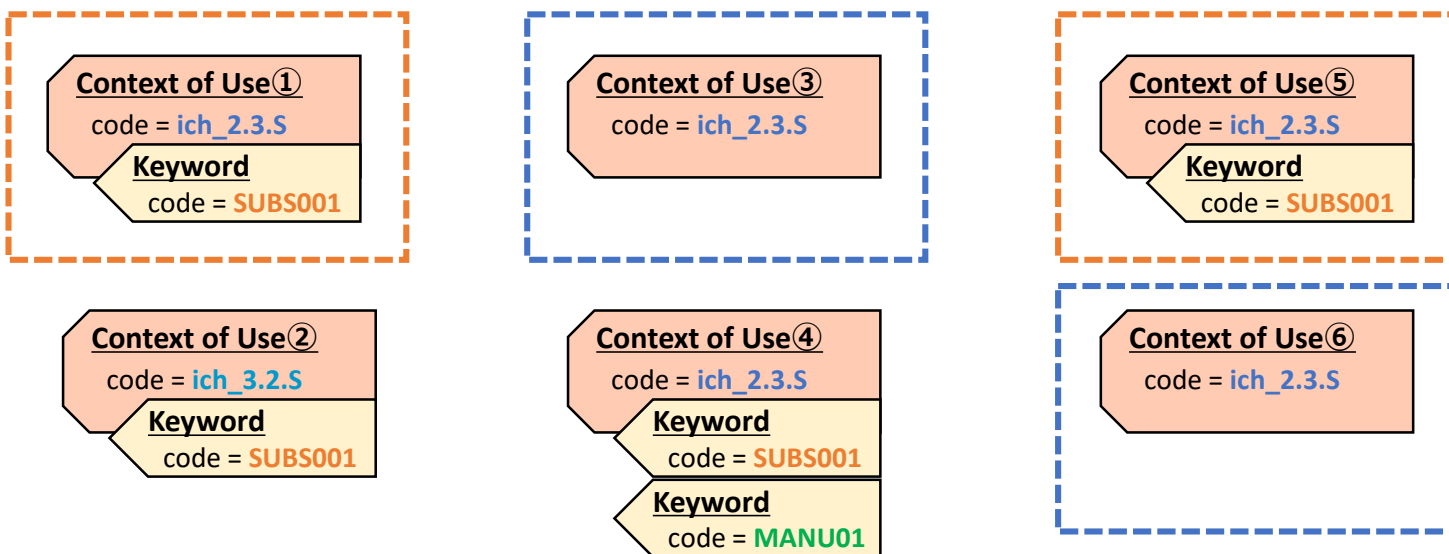 Context of Use①
code = ich_2.3.S
Keyword
code = SUBS001
Context of Use③
code = ich_2.3.S
Context of Use⑤
code = ich_2.3.S
Keyword
code = SUBS001
Context of Use②
code = ich_3.2.S
Keyword
code = SUBS001
Context of Use④
code = ich_2.3.S
Keyword
code = SUBS001
Keyword
code = MANU01
Context of Use⑥
code = ich_2.3.S